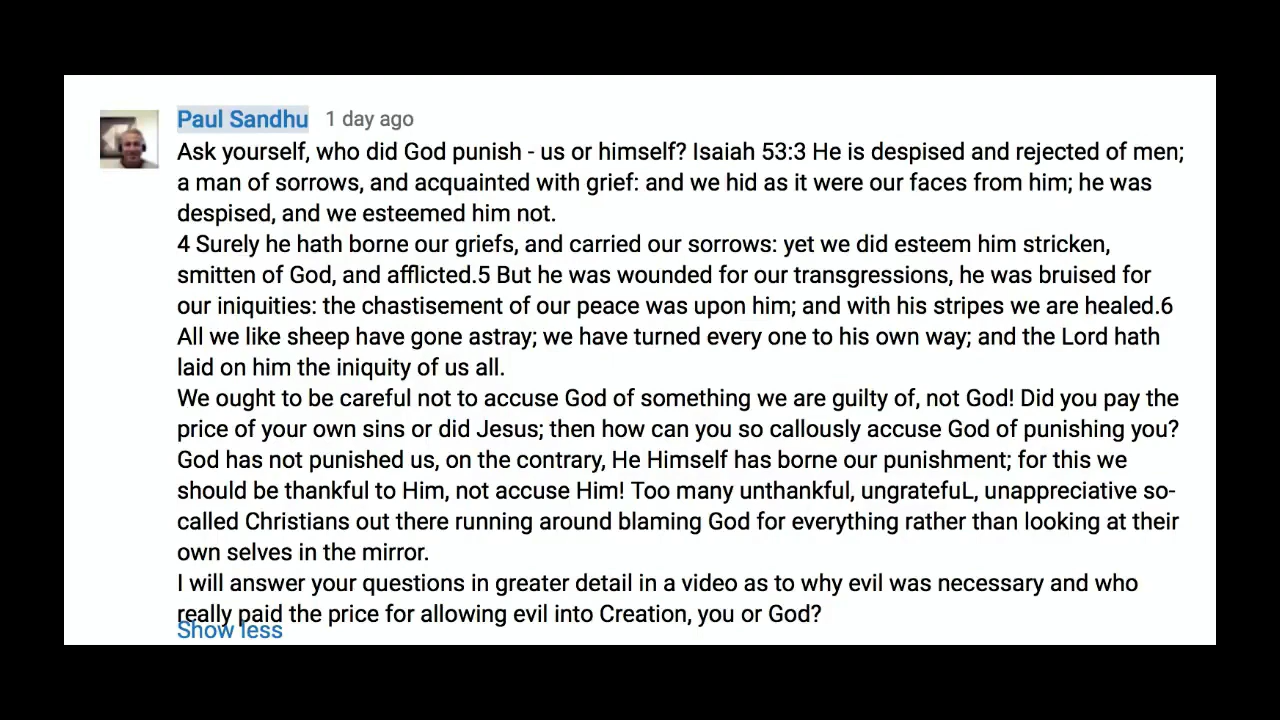 Paul Sandhu 1 day ago
Ask yourself, who did God punish - us or himself? Isaiah 53:3 He is despised and rejected of men;
a man of sorrows, and acquainted with grief: and we hid as it were our faces from him; he was
despised, and we esteemed him not.
4 Surely he hath borne our griefs, and carried our sorrows: yet we did esteem him stricken,
smitten of God, and afflicted.5 But he was wounded for our transgressions, he was bruised for
our iniquities: the chastisement of our peace was upon him; and with his stripes we are healed.6
All we like sheep have gone astray; we have turned every one to his own way; and the Lord hath
laid on him the iniquity of us all.
We ought to be careful not to accuse God of something we are guilty of, not God! Did you pay the
price of your own sins or did Jesus; then how can you so callously accuse God of punishing you?
God has not punished us, on the contrary, He Himself has borne our punishment; for this we
should be thankful to Him, not accuse Him! Too many unthankful, ungratefuL, unappreciative so-
called Christians out there running around blaming God for everything rather than looking at their
own selves in the mirror.
I will answer your questions in greater detail in a video as to why evil was necessary and who
really paid the price for allowing evil into Creation, you or God?
Show less